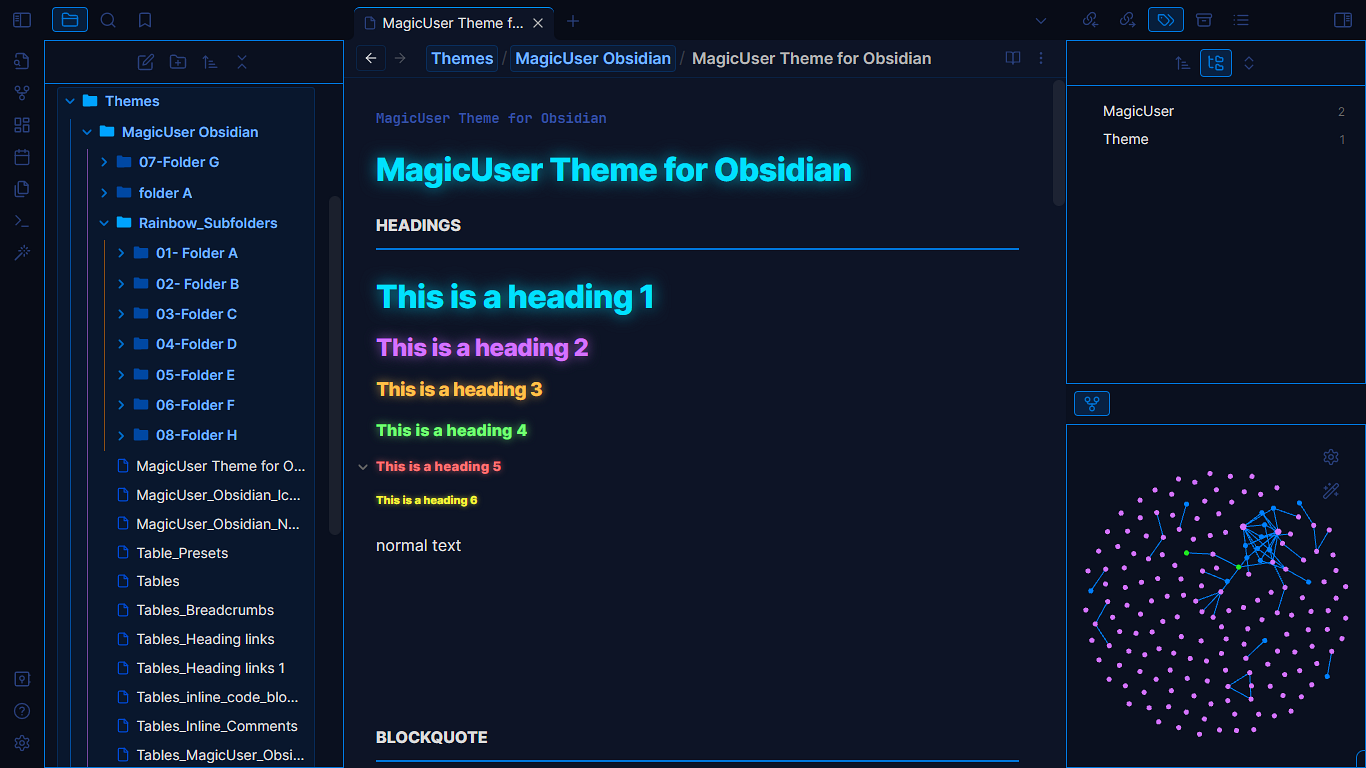 MagicUser Theme f...
Themes / MagicUser Obsidian / MagicUser Theme for Obsidian
Themes
MagicUser Obsidian
07-Folder G
folder A
Rainbow_Subfolders
01- Folder A
02- Folder B
03-Folder C
04-Folder D
05-Folder E
06-Folder F
08-Folder H
MagicUser Theme for O...
MagicUser_Obsidian_Ic...
MagicUser_Obsidian_N...
Table_Presets
Tables
Tables_Breadcrumbs
Tables_Heading links
Tables_Heading links 1
Tables_inline_code_blo...
Tables_Inline_Comments
Tables_MagicUser_Obsi...
MagicUser Theme for Obsidian
MagicUser Theme for Obsidian
HEADINGS
This is a heading 1
This is a heading 2
This is a heading 3
This is a heading 4
This is a heading 5
This is a heading 6
normal text
BLOCKQUOTE
MagicUser 2
Theme 1